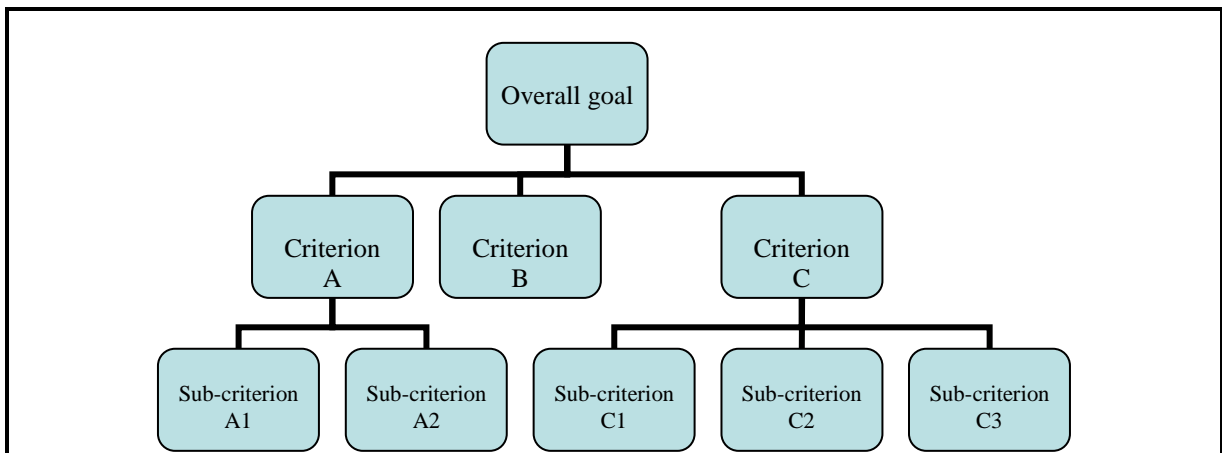 Overall goal
Criterion
A
Criterion
B
Criterion
C
Sub-criterion
A1
Sub-criterion
A2
Sub-criterion
C1
Sub-criterion
C2
Sub-criterion
C3